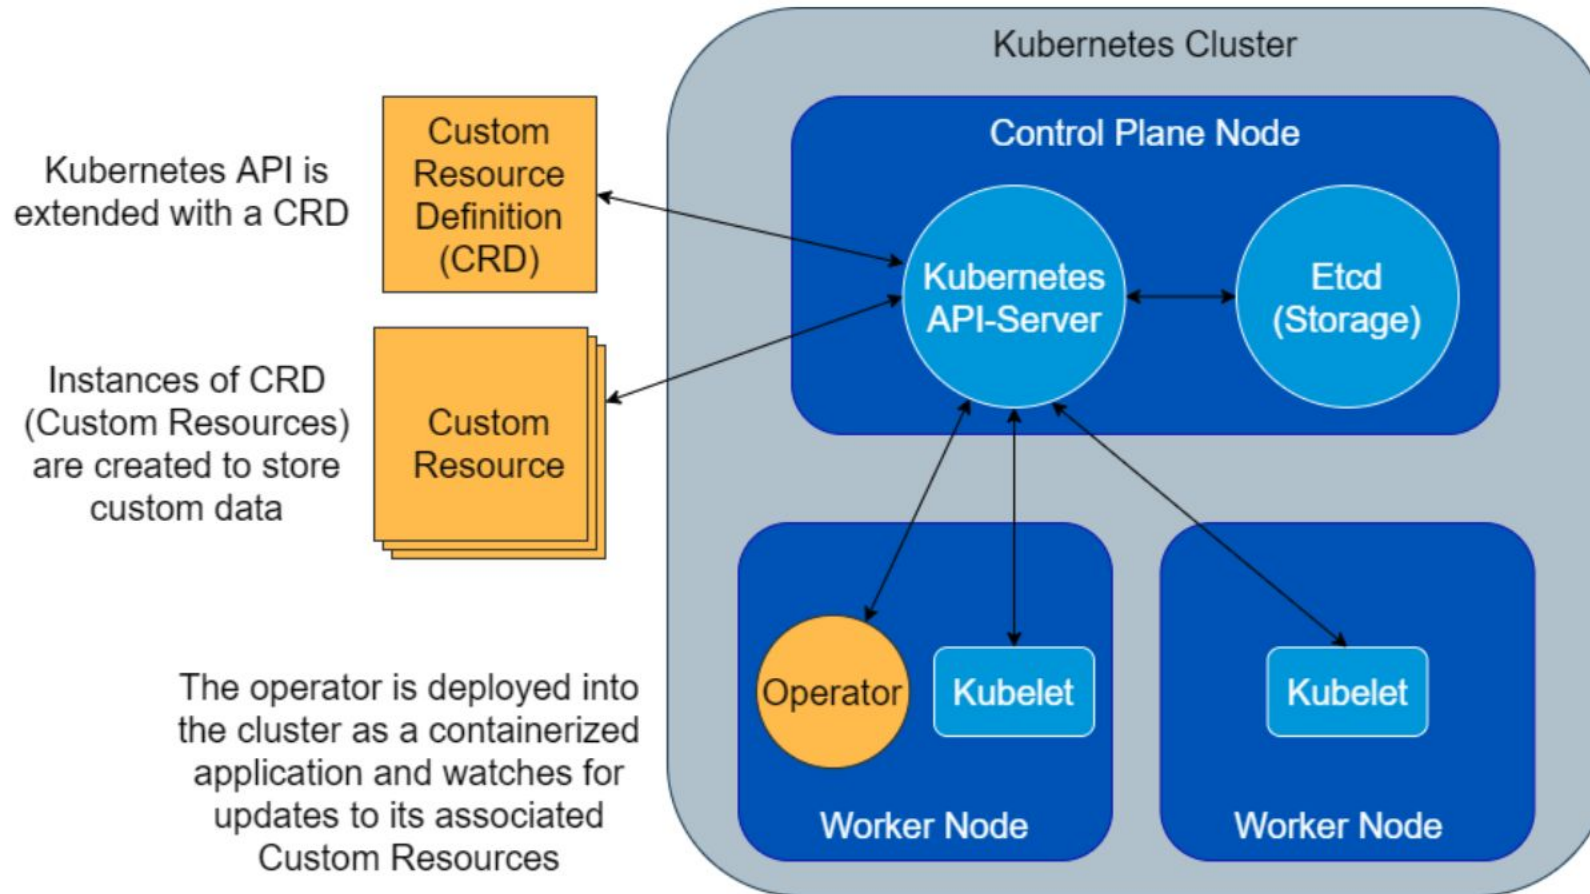 Kubernetes Cluster
Control Plane Node
Kubernetes API is
extended with a CRD
Custom
Resource
Definition
(CRD)
Kubernetes
API-Server
Etcd
(Storage)
Instances of CRD
(Custom Resources)
are created to store
custom data
Custom
Resource
The operator is deployed into
the cluster as a containerized
application and watches for
updates to its associated
Custom Resources
Operator
Kubelet
Worker Node
Kubelet
Worker Node